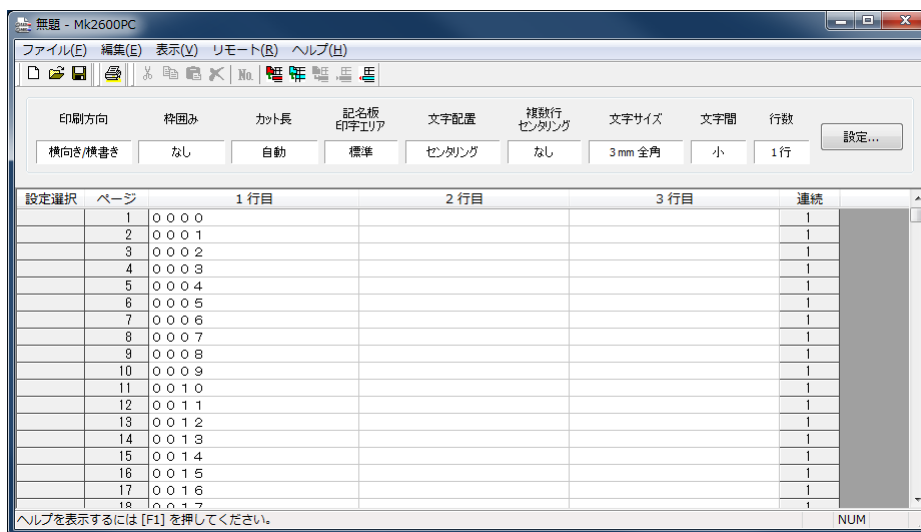 無題 - Mk2600PC
ファイル(F) 編集(E) 表示(V) リモート(R) ヘルプ(H)
No.
印刷方向 枠囲み カット長 記名板 印字エリア 文字配置 複数行 センタリング 文字サイズ 文字間 行数
横向き/横書き なし 自動 標準 センタリング なし 3mm 全角 小 1行 設定...
設定選択 ページ 1 行目 2 行目 3 行目 連続
1 ００００ 1
2 ０００１ 1
3 ０００２ 1
4 ０００３ 1
5 ０００４ 1
6 ０００５ 1
7 ０００６ 1
8 ０００７ 1
9 ０００８ 1
10 ０００９ 1
11 ００１０ 1
12 ００１１ 1
13 ００１２ 1
14 ００１３ 1
15 ００１４ 1
16 ００１５ 1
17 ００１６ 1
18 ００１７ 1
ヘルプを表示するには [F1] を押してください。 NUM